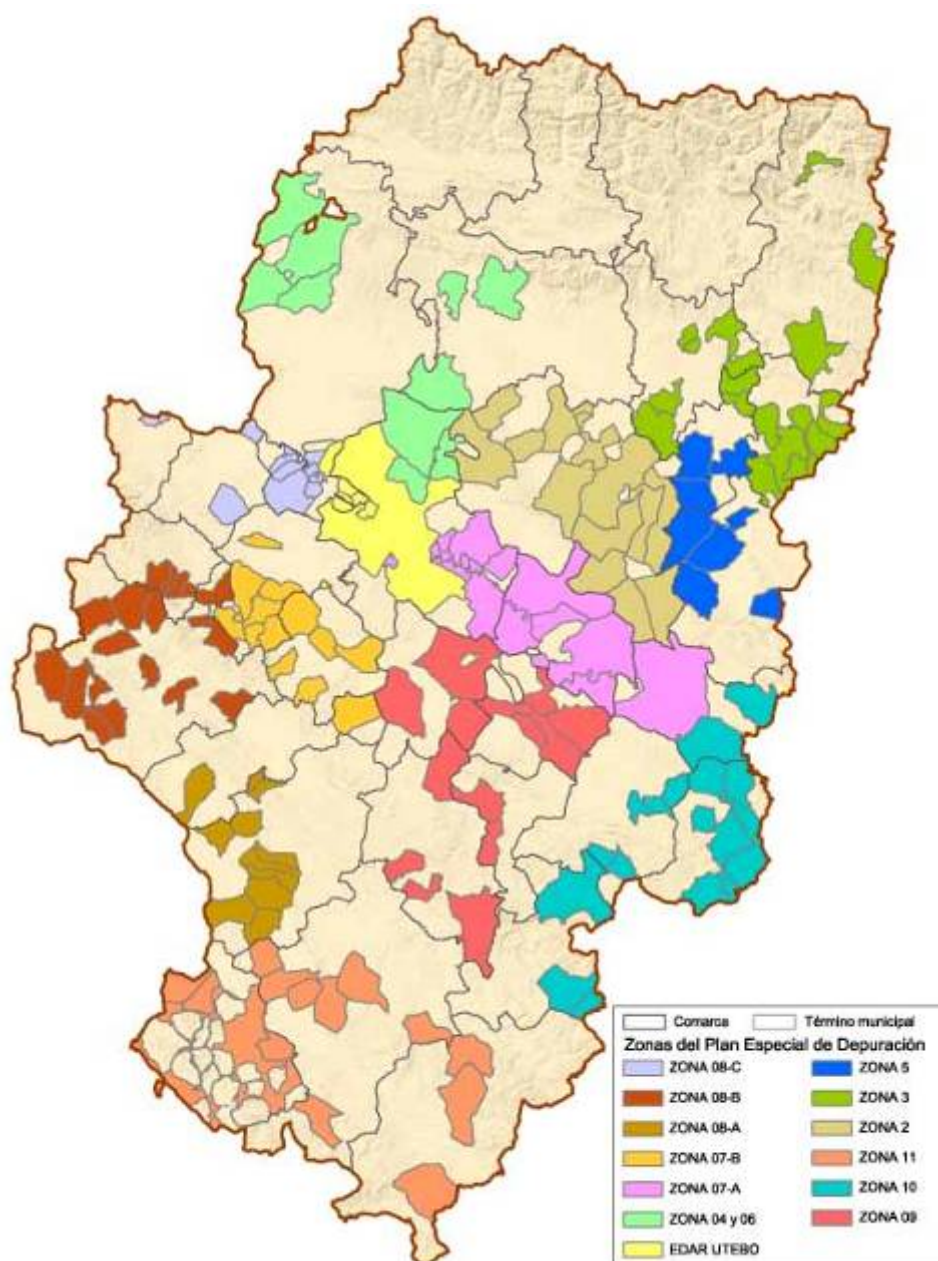 Comarca Término municipal
Zonas del Plan Especial de Depuración
ZONA 08-C ZONA 5
ZONA 08-B ZONA 3
ZONA 08-A ZONA 2
ZONA 07-B ZONA 11
ZONA 07-A ZONA 10
ZONA 04 y 06 ZONA 09
EDAR UTEBO